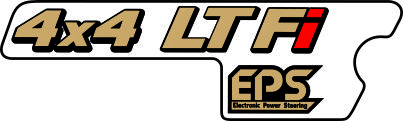 4x4 LT Fi
EPS
Electronic Power Steering